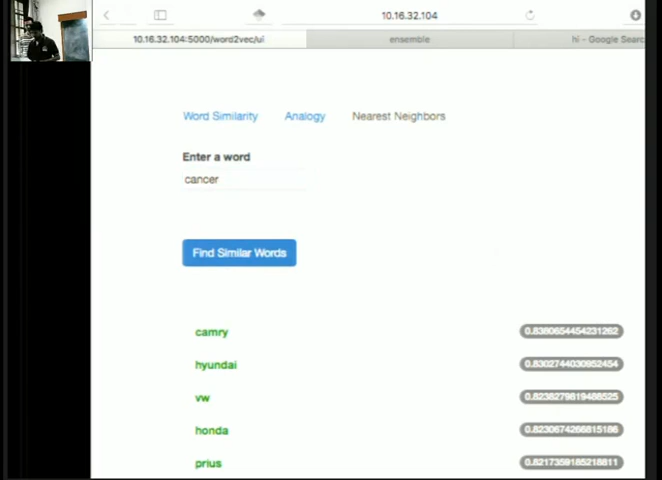 10.16.32.104
10.16.32.104:5000/word2vec/ui ensemble hi - Google Searc
Word Similarity Analogy Nearest Neighbors
Enter a word
cancer
Find Similar Words
camry 0.8360654454231262
hyundai 0.8302744030952454
vw 0.8238279819488525
honda 0.8230674266815186
prius 0.8217359185218811